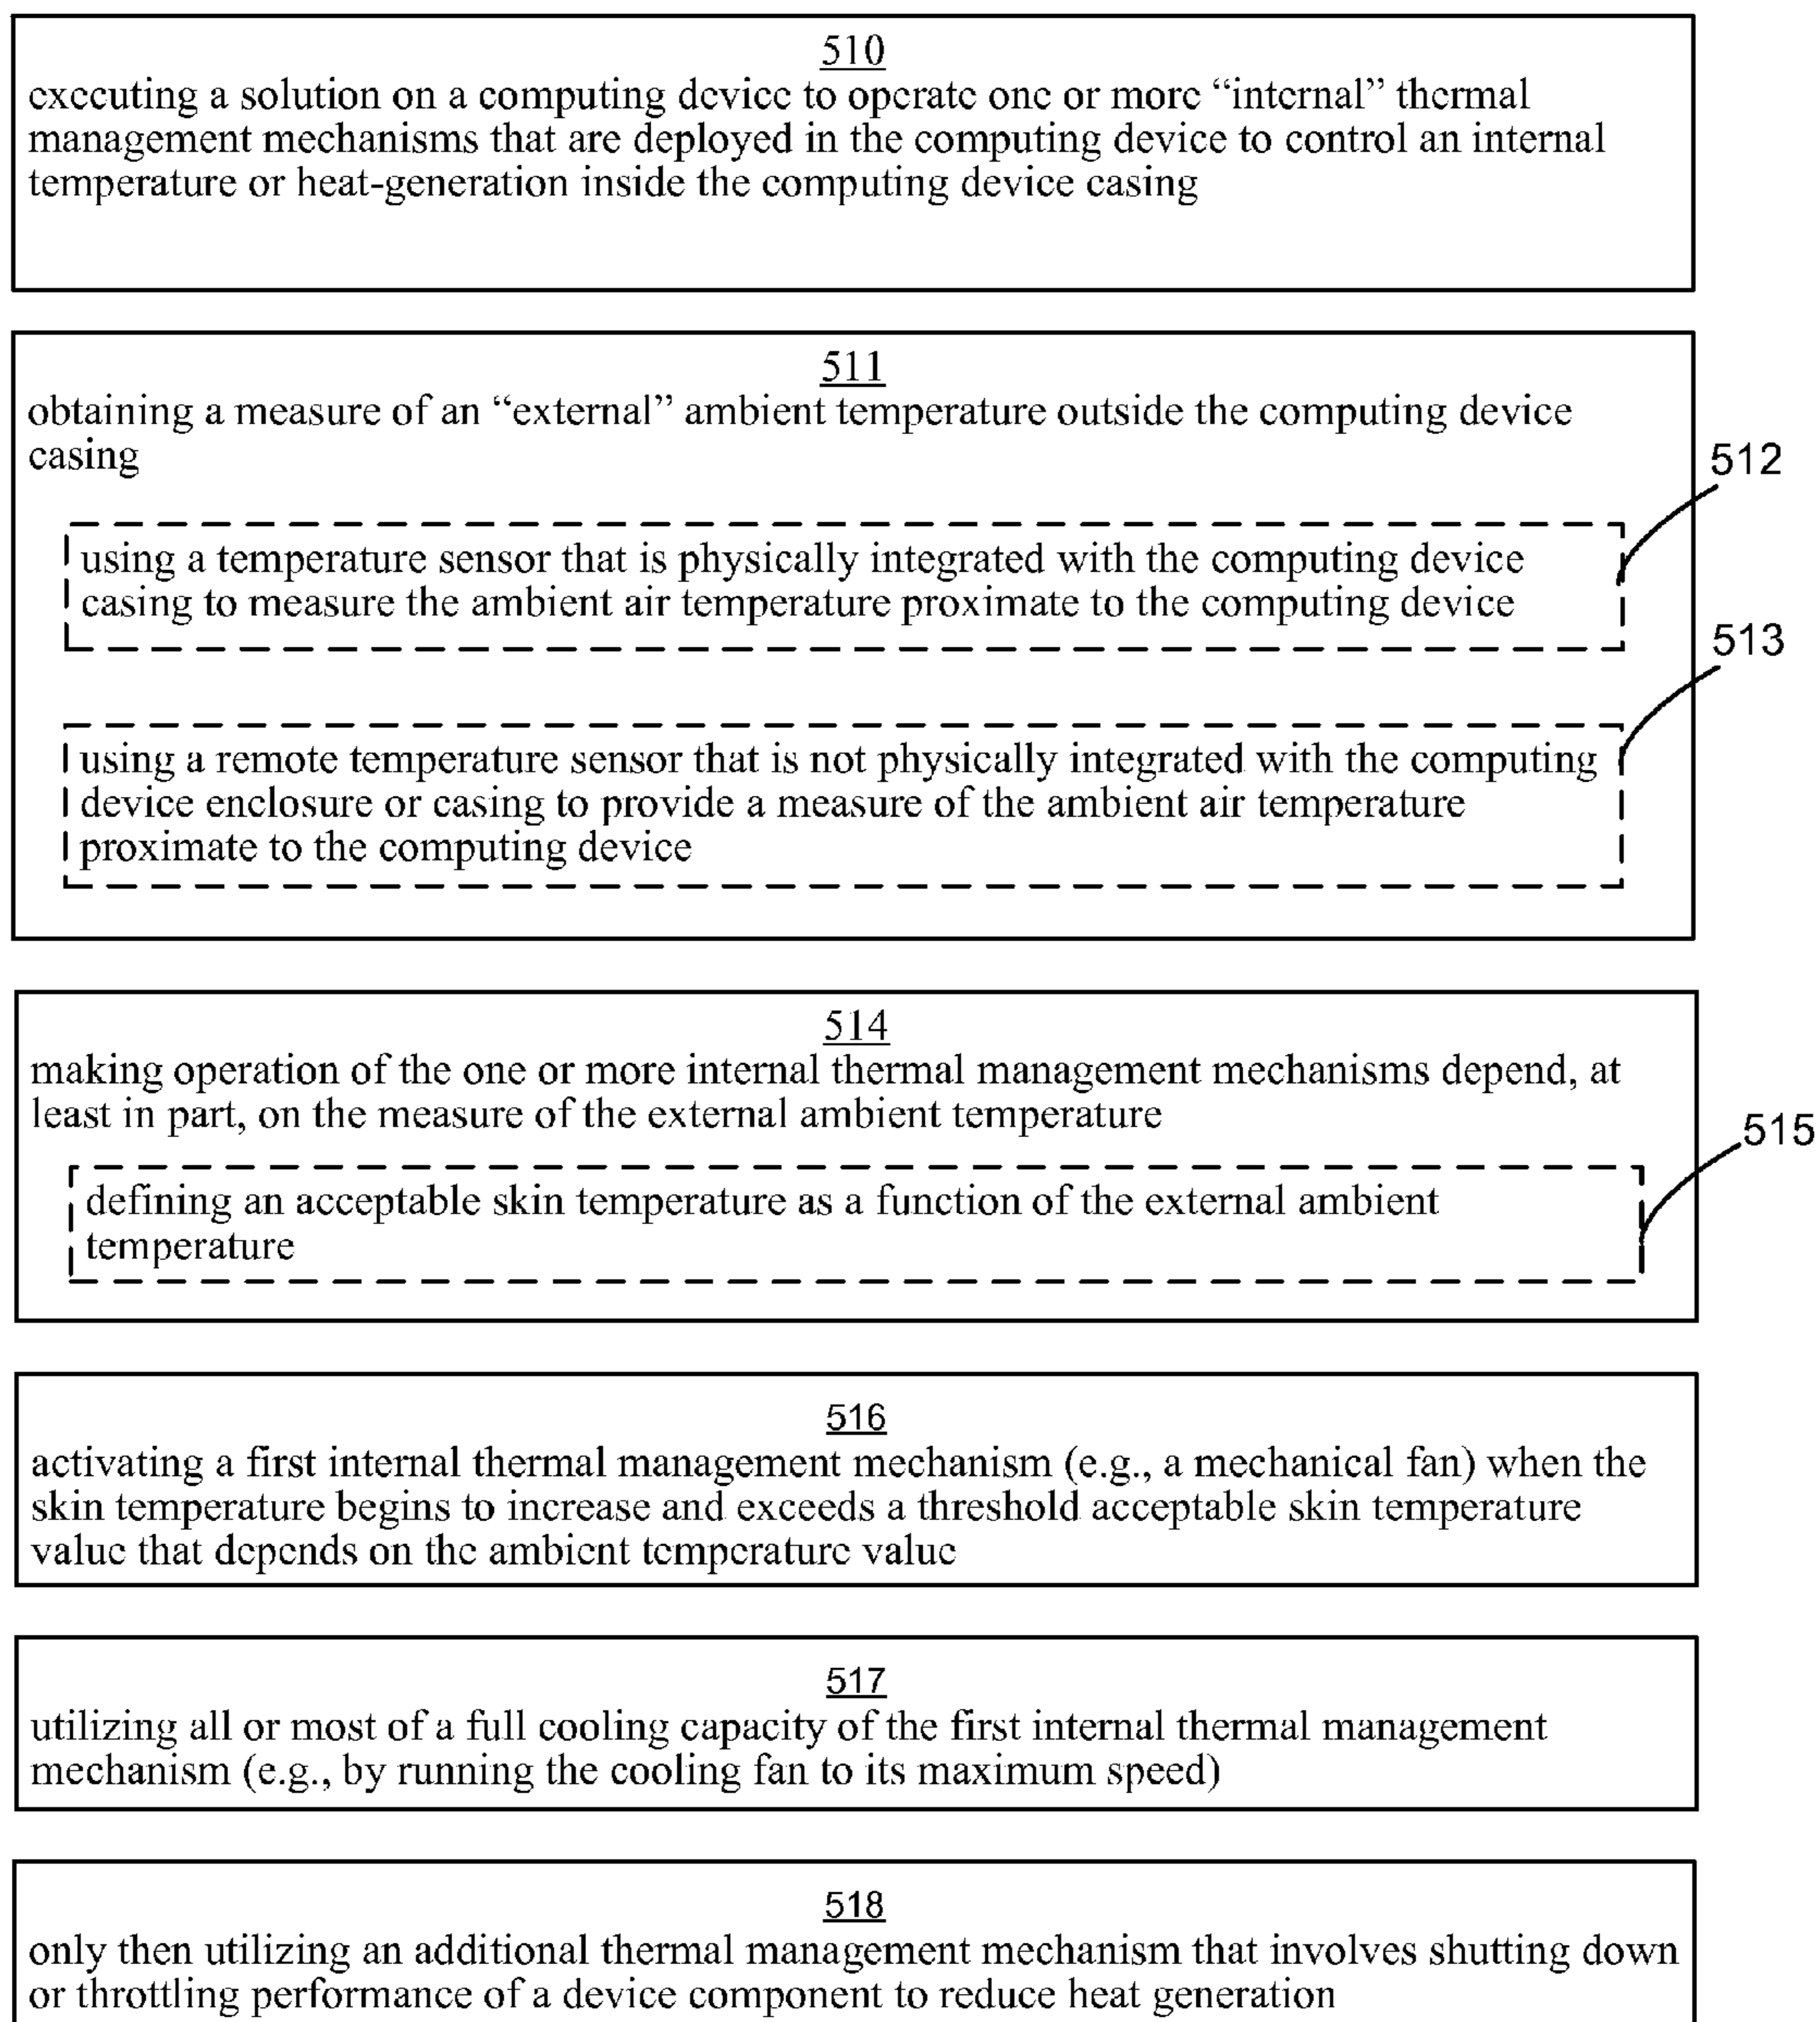 510
executing a solution on a computing device to operate one or more “internal” thermal
management mechanisms that are deployed in the computing device to control an internal
temperature or heat-generation inside the computing device casing
511
obtaining a measure of an “external” ambient temperature outside the computing device
casing
512
using a temperature sensor that is physically integrated with the computing device
casing to measure the ambient air temperature proximate to the computing device
513
using a remote temperature sensor that is not physically integrated with the computing
device enclosure or casing to provide a measure of the ambient air temperature
proximate to the computing device
514
making operation of the one or more internal thermal management mechanisms depend, at
least in part, on the measure of the external ambient temperature
515
defining an acceptable skin temperature as a function of the external ambient
temperature
516
activating a first internal thermal management mechanism (e.g., a mechanical fan) when the
skin temperature begins to increase and exceeds a threshold acceptable skin temperature
value that depends on the ambient temperature value
517
utilizing all or most of a full cooling capacity of the first internal thermal management
mechanism (e.g., by running the cooling fan to its maximum speed)
518
only then utilizing an additional thermal management mechanism that involves shutting down
or throttling performance of a device component to reduce heat generation